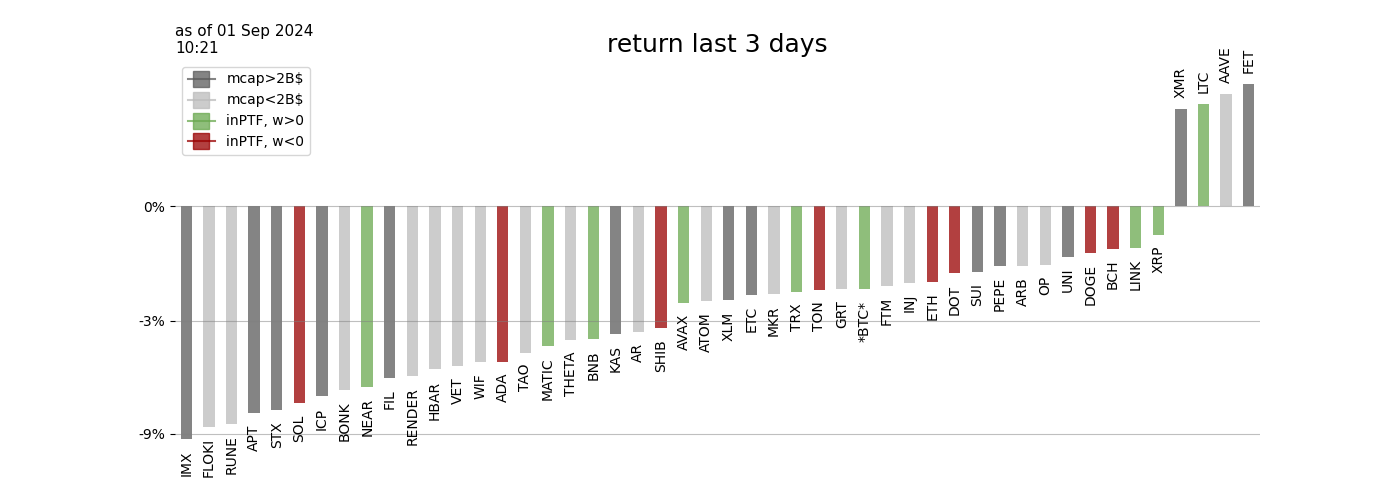 as of 01 Sep 2024
10:21
return last 3 days
mcap>2B$
mcap<2B$
inPTF, w>0
inPTF, w<0
0%
-3%
-9%
IMX
FLOKI
RUNE
APT
STX
SOL
ICP
BONK
NEAR
FIL
RENDER
HBAR
VET
WIF
ADA
TAO
MATIC
THETA
BNB
KAS
AR
SHIB
AVAX
ATOM
XLM
ETC
MKR
TRX
TON
GRT
*BTC*
FTM
INJ
ETH
DOT
SUI
PEPE
ARB
OP
UNI
DOGE
BCH
LINK
XRP
XMR
LTC
AAVE
FET